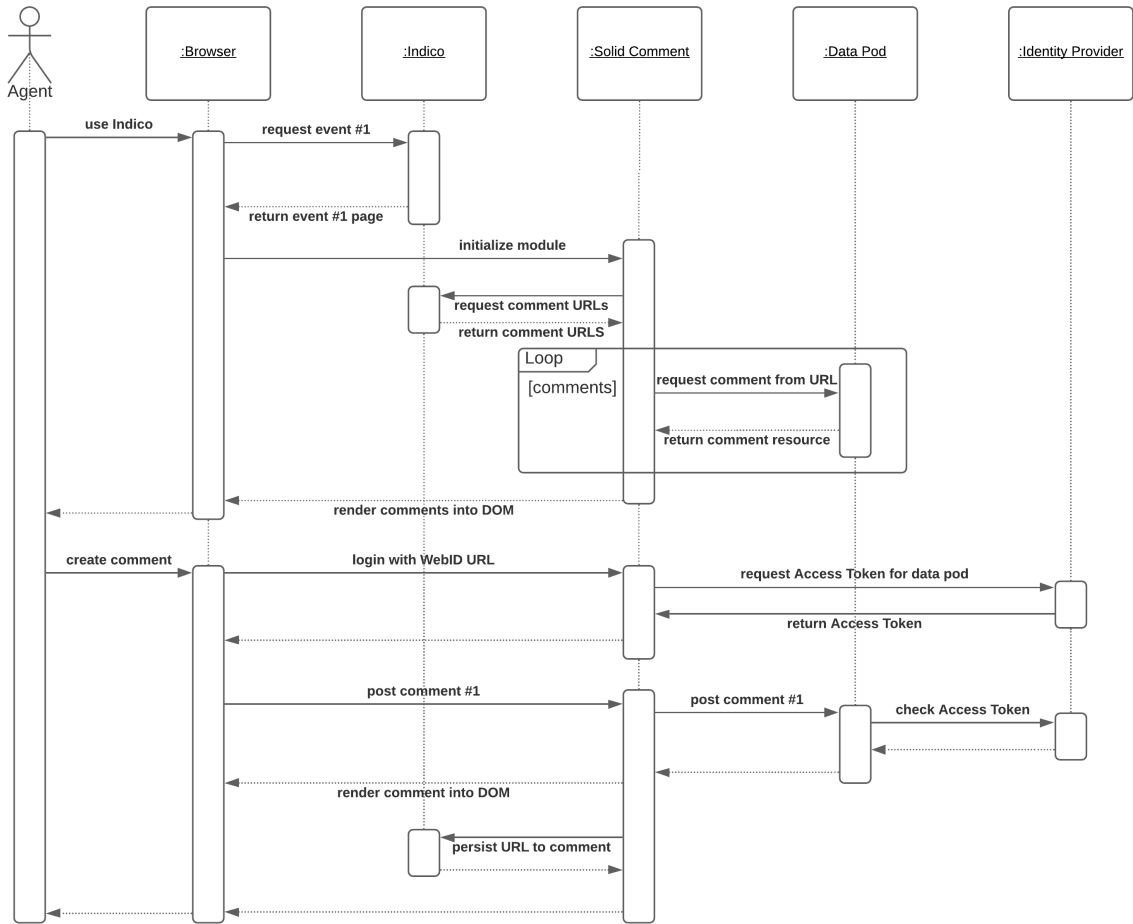 Agent
:Browser
:Indico
:Solid Comment
:Data Pod
:Identity Provider
use Indico
request event #1
return event #1 page
initialize module
request comment URLs
return comment URLS
Loop
[comments]
request comment from URL
return comment resource
render comments into DOM
create comment
login with WebID URL
request Access Token for data pod
return Access Token
post comment #1
post comment #1
check Access Token
render comment into DOM
persist URL to comment